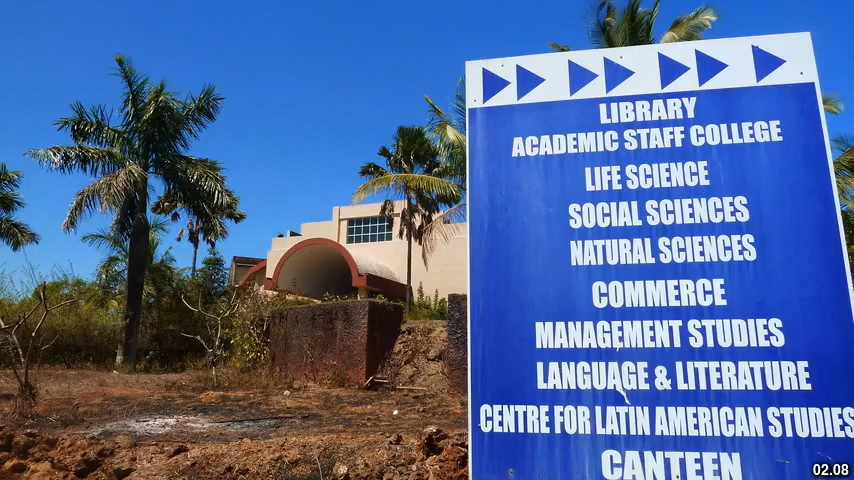 LIBRARY
ACADEMIC STAFF COLLEGE
LIFE SCIENCE
SOCIAL SCIENCES
NATURAL SCIENCES
COMMERCE
MANAGEMENT STUDIES
LANGUAGE & LITERATURE
CENTRE FOR LATIN AMERICAN STUDIES
CANTEEN
02.08